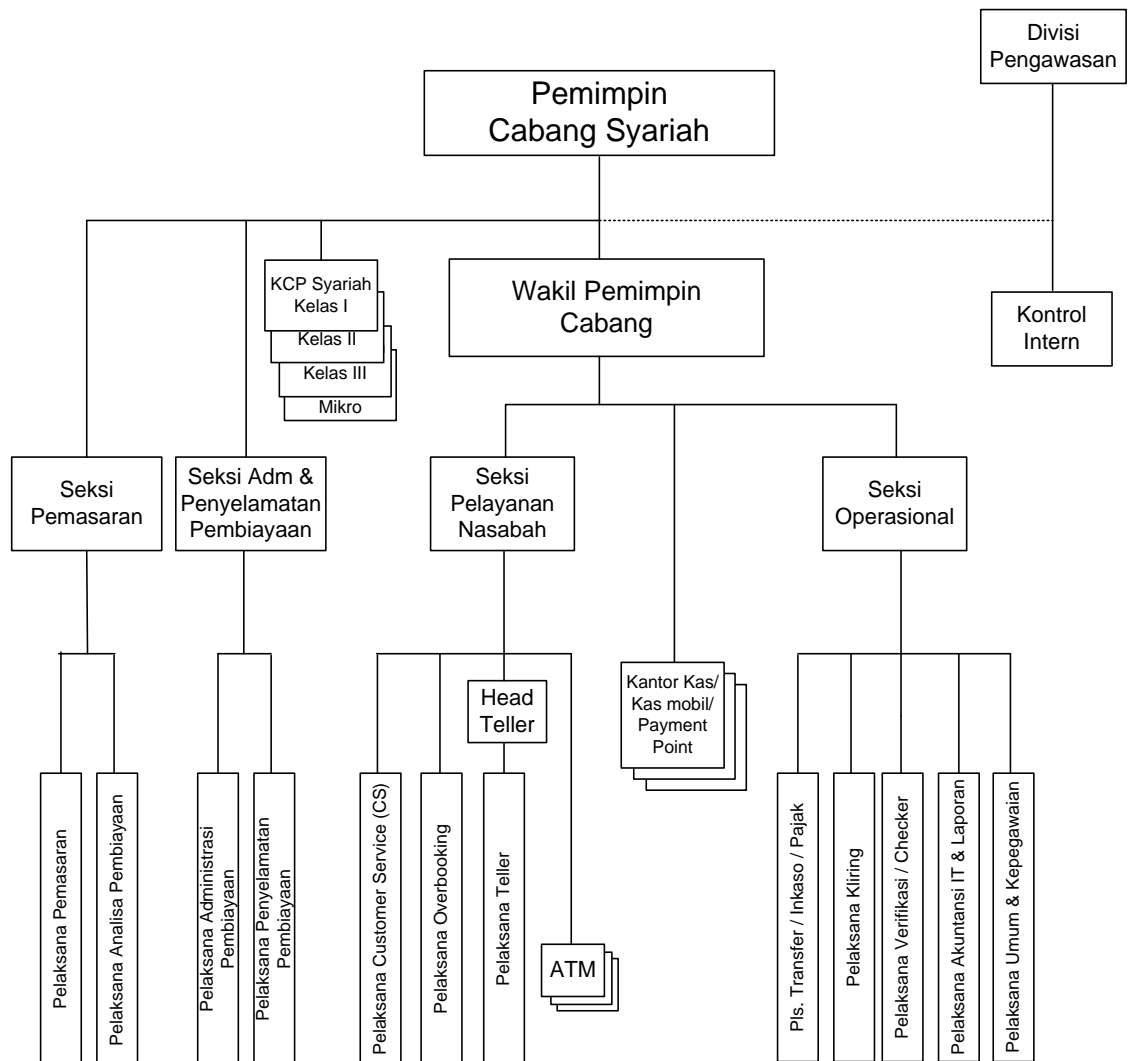 Divisi
Pengawasan
Pemimpin
Cabang Syariah
KCP Syariah
Kelas I
Kelas II
Kelas III
Mikro
Wakil Pemimpin
Cabang
Kontrol
Intern
Seksi
Pemasaran
Seksi Adm &
Penyelamatan
Pembiayaan
Seksi
Pelayanan
Nasabah
Seksi
Operasional
Head
Teller
Kantor Kas/
Kas mobil/
Payment
Point
Pelaksana Pemasaran
Pelaksana Analisa Pembiayaan
Pelaksana Administrasi
Pembiayaan
Pelaksana Penyelamatan
Pembiayaan
Pelaksana Customer Service (CS)
Pelaksana Overbooking
Pelaksana Teller
ATM
Pls. Transfer / Inkaso / Pajak
Pelaksana Kliring
Pelaksana Verifikasi / Checker
Pelaksana Akuntansi IT & Laporan
Pelaksana Umum & Kepegawaian